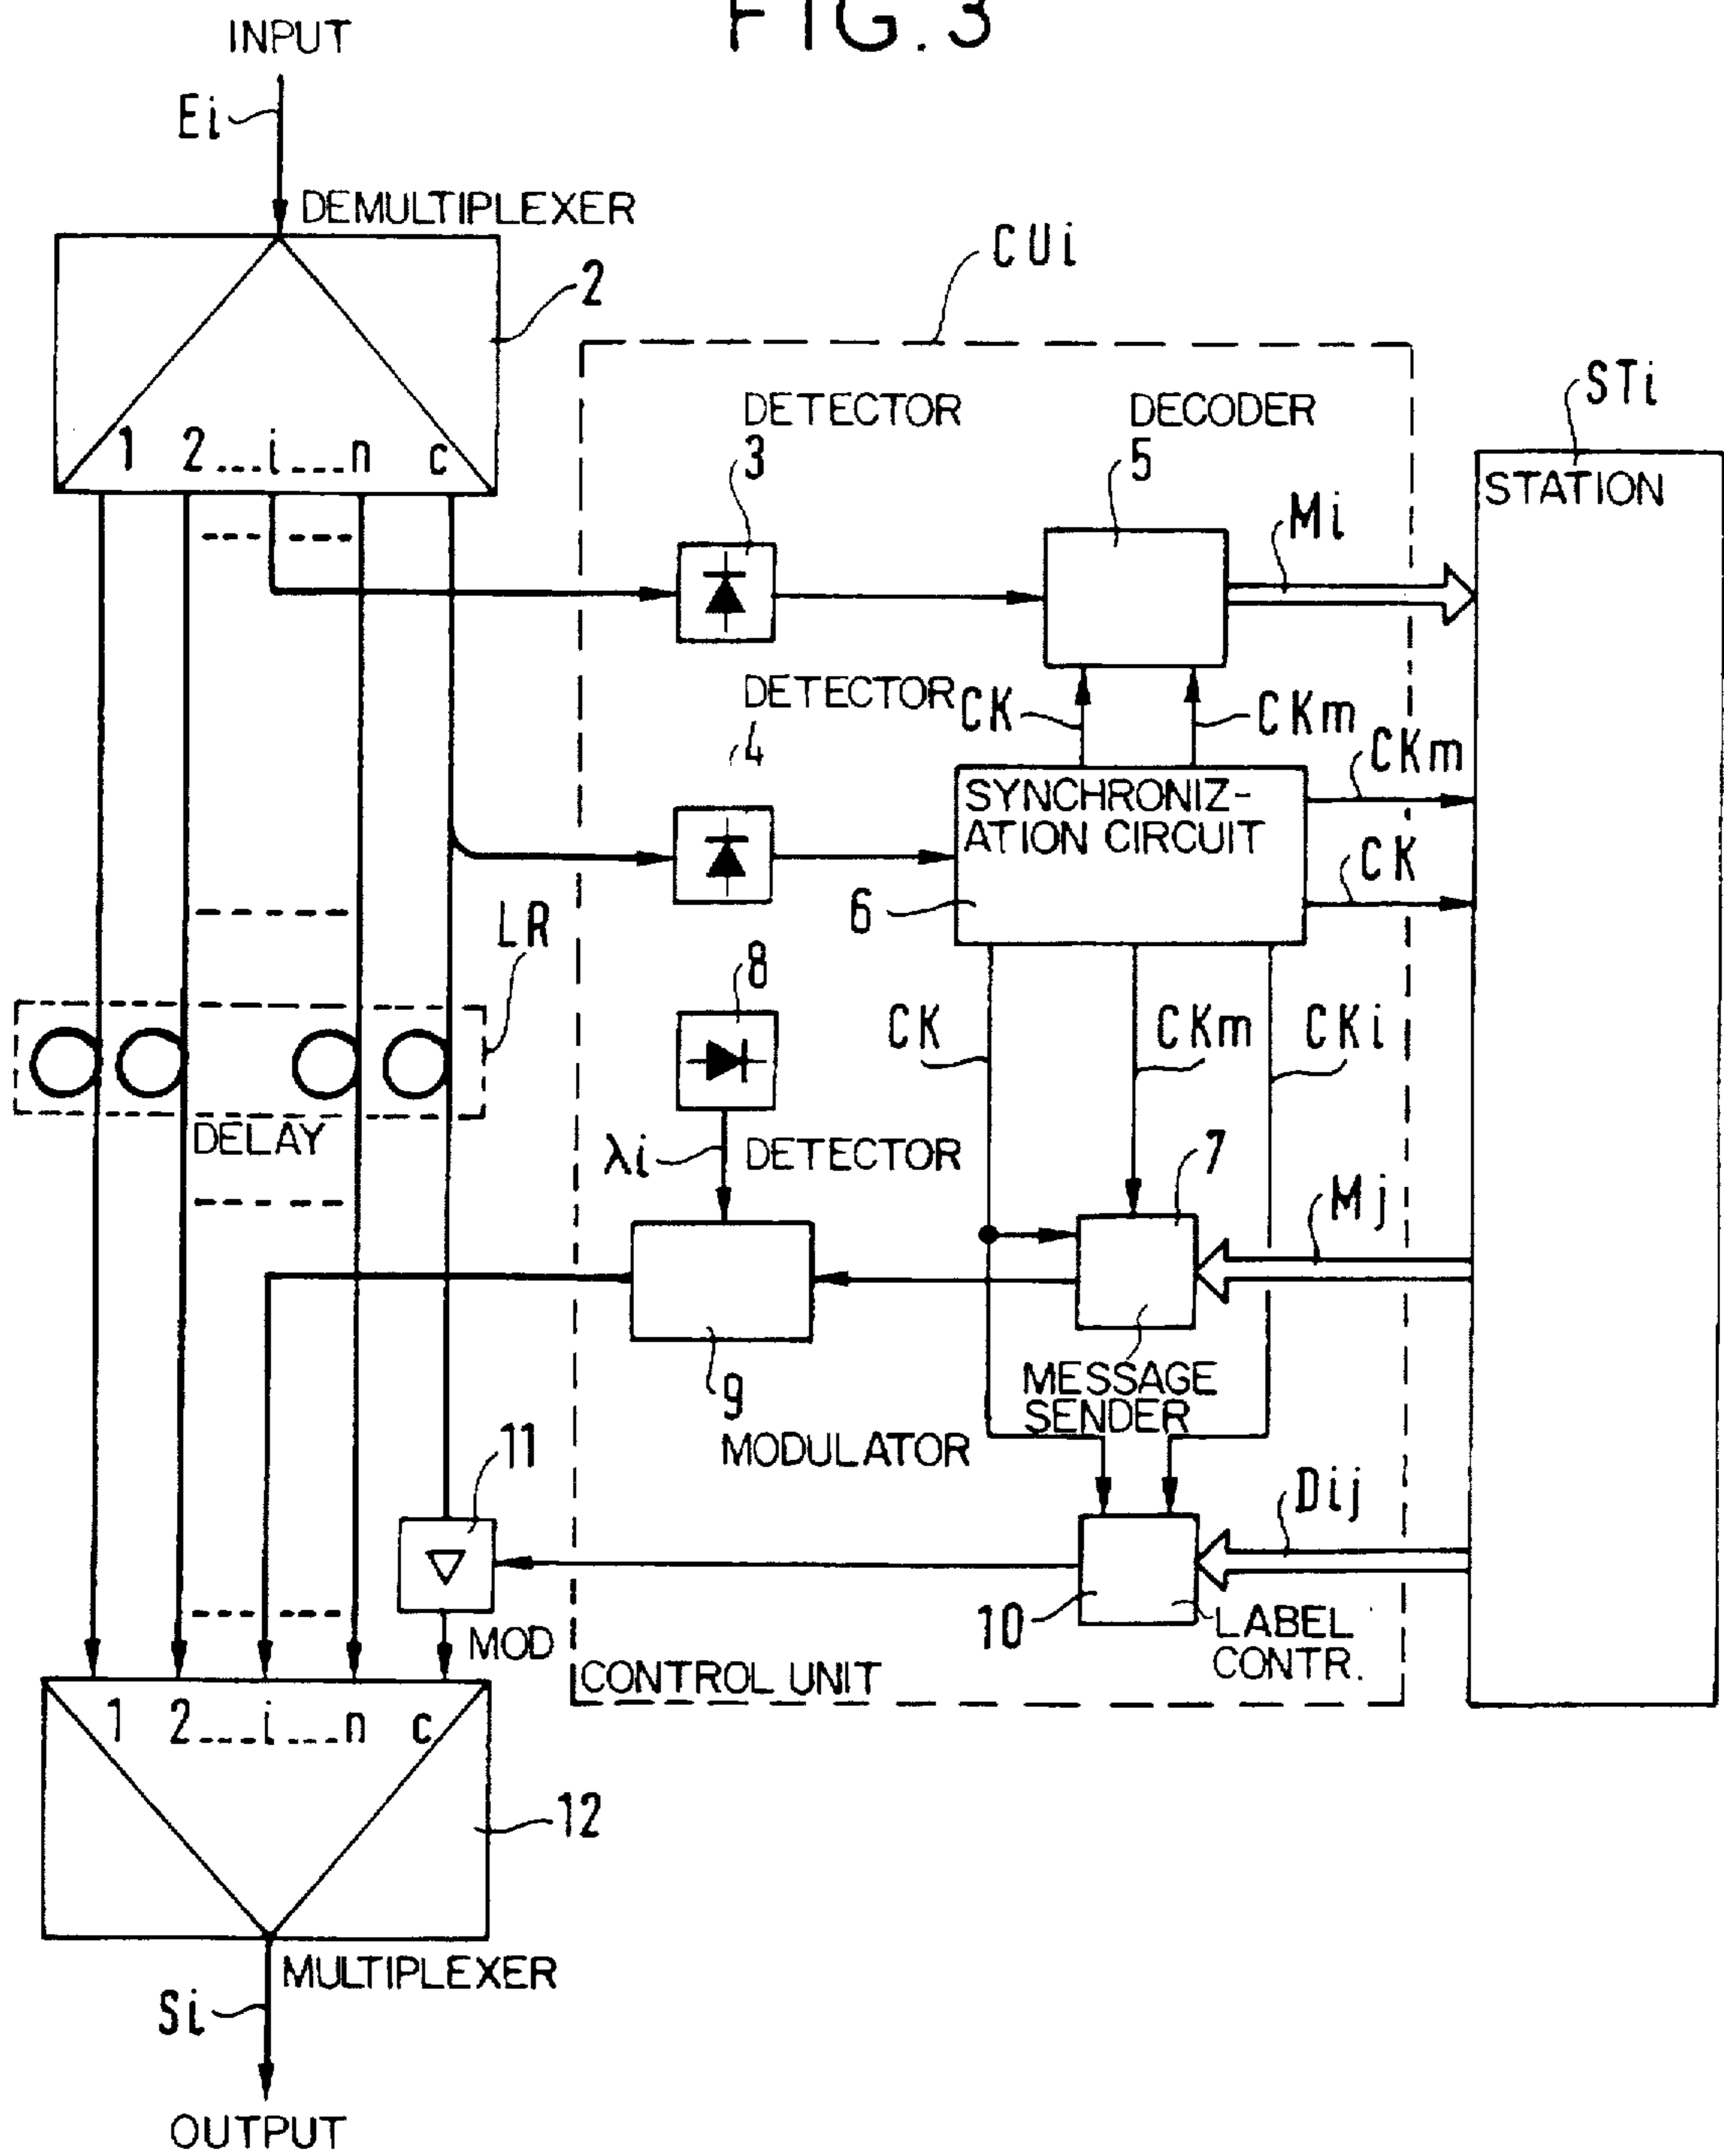 FIG. 3
INPUT
Ei
DEMULTIPLEXER
2
CUi
1 2...i...n c
DETECTOR
3
DECODER
5
STi
STATION
Mi
DETECTOR
4
CK
CKm
CKm
SYNCHRONIZ-
ATION CIRCUIT
CK
6
LR
8
CK
CKm
CKi
DELAY
λi
DETECTOR
7
Mj
MESSAGE
SENDER
9
MODULATOR
11
Dij
10
LABEL
CONTR.
MOD
CONTROL UNIT
1 2...i...n c
12
MULTIPLEXER
Si
OUTPUT